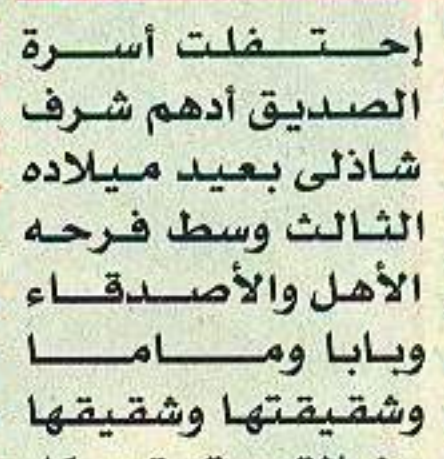 إحتفلت أسرة
الصديق أدهم شرف
شاذلى بعيد ميلاده
الثالث وسط فرحه
الأهل والأصدقاء
وبابا وماما
وشقيقتها وشقيقها